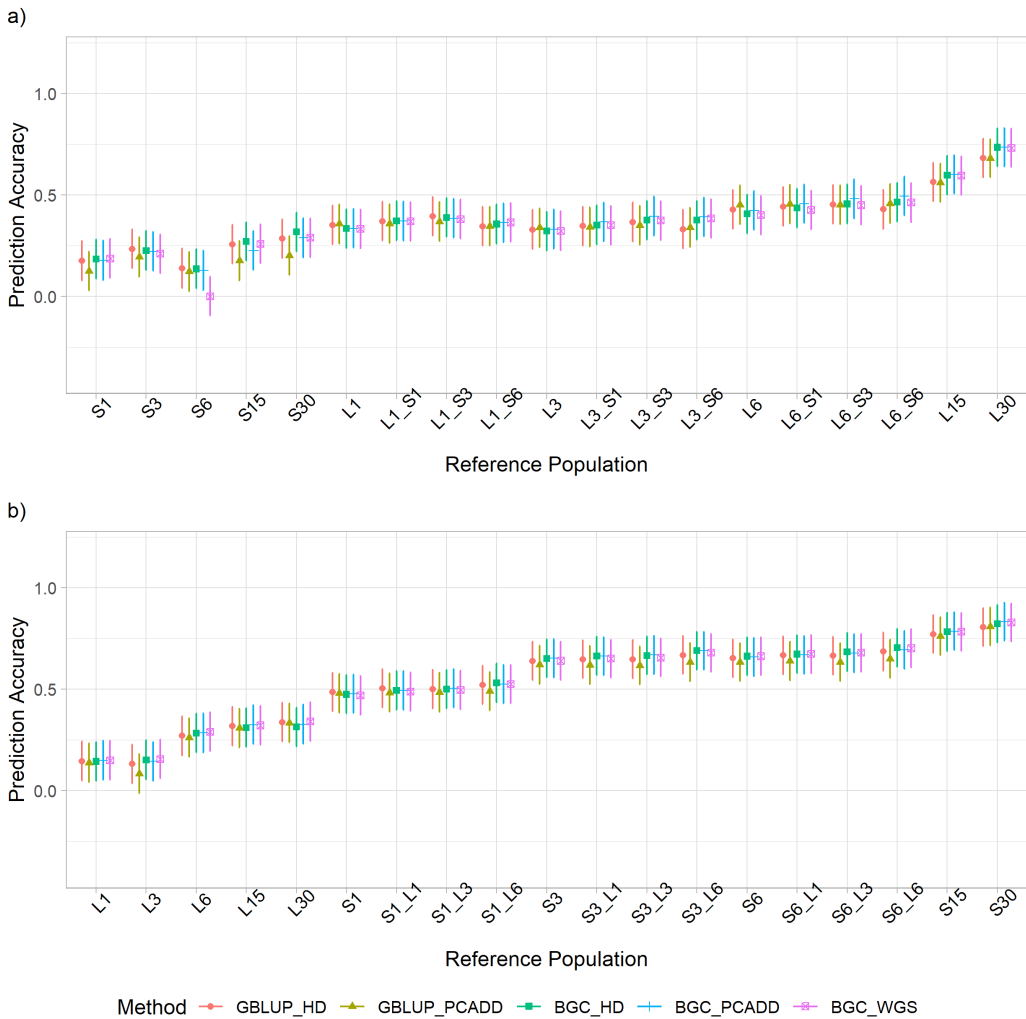 a)
Prediction Accuracy
1.0
0.5
0.0
S1 S3 S6 S15 S30 L1 L1_S1 L1_S3 L1_S6 L3 L3_S1 L3_S3 L3_S6 L6 L6_S1 L6_S3 L6_S6 L15 L30
Reference Population
b)
Prediction Accuracy
1.0
0.5
0.0
L1 L3 L6 L15 L30 S1 S1_L1 S1_L3 S1_L6 S3 S3_L1 S3_L3 S3_L6 S6 S6_L1 S6_L3 S6_L6 S15 S30
Reference Population
Method GBLUP_HD GBLUP_PCADD BGC_HD BGC_PCADD BGC_WGS